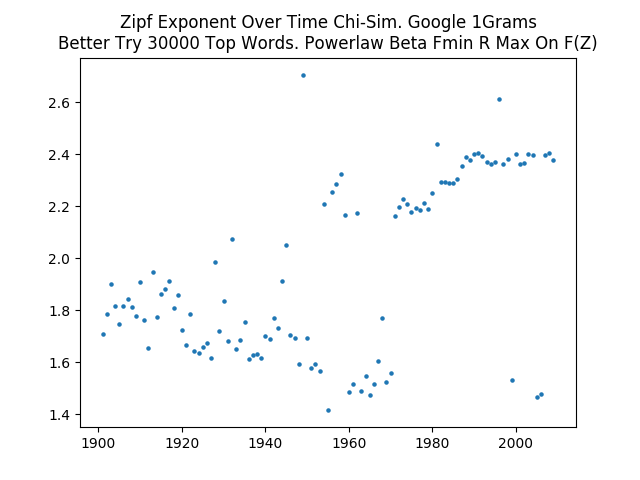 Zipf Exponent Over Time Chi-Sim. Google 1Grams
Better Try 30000 Top Words. Powerlaw Beta Fmin R Max On F(Z)
2.6
2.4
2.2
2.0
1.8
1.6
1.4
1900 1920 1940 1960 1980 2000